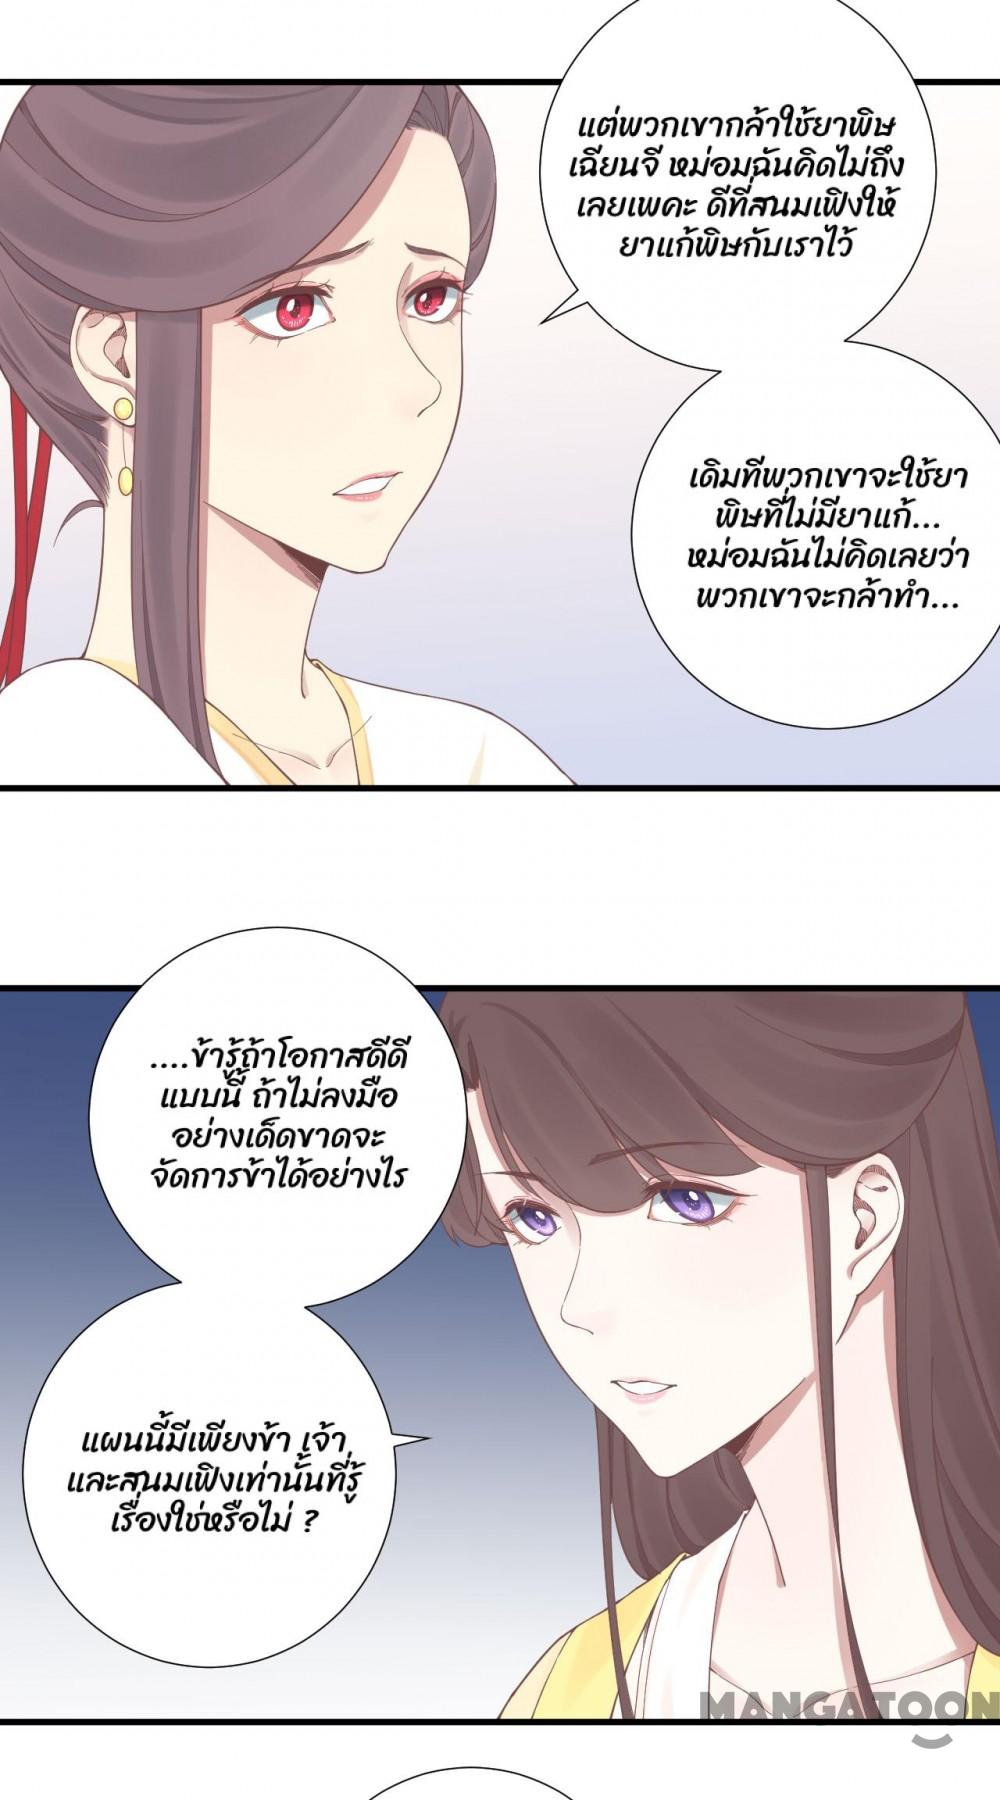 แต่พวกเขากล้าใช้ยาพิษ
เฉียนจี หม่อมฉันคิดไม่ถึง
เลยเพคะ ดีที่สนมเฟิงให้
ยาแก้พิษกับเราไว้
เดิมทีพวกเขาจะใช้ยา
พิษที่ไม่มียาแก้...
หม่อมฉันไม่คิดเลยว่า
พวกเขาจะกล้าทำ...
....ข้ารู้ถ้าโอกาสดีดี
แบบนี้ ถ้าไม่ลงมือ
อย่างเด็ดขาดจะ
จัดการข้าได้อย่างไร
แผนนี้มีเพียงข้า เจ้า
และสนมเฟิงเท่านั้นที่รู้
เรื่องใช่หรือไม่ ?
MANGATOON